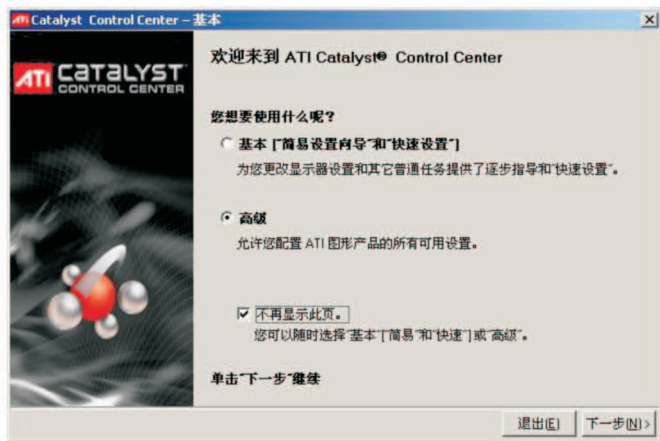 ATI Catalyst Control Center – 基本
ATI CATALYST
CONTROL CENTER
欢迎来到 ATI Catalyst® Control Center
您想要使用什么呢？
基本 ["简易设置向导"和"快速设置"]
为您更改显示器设置和其它普通任务提供了逐步指导和"快速设置"。
高级
允许您配置 ATI 图形产品的所有可用设置。
不再显示此页。
您可以随时选择"基本"["简易"和"快速"]或"高级"。
单击"下一步"继续
退出(E)
下一步(N) >